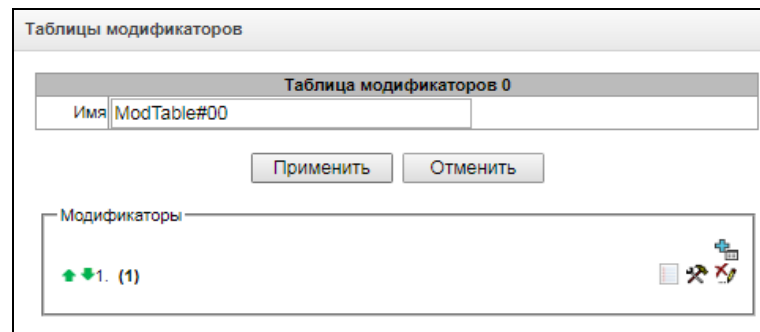 Таблицы модификаторов
Таблица модификаторов 0
Имя ModTable#00
Применить Отменить
Модификаторы
1. (1)